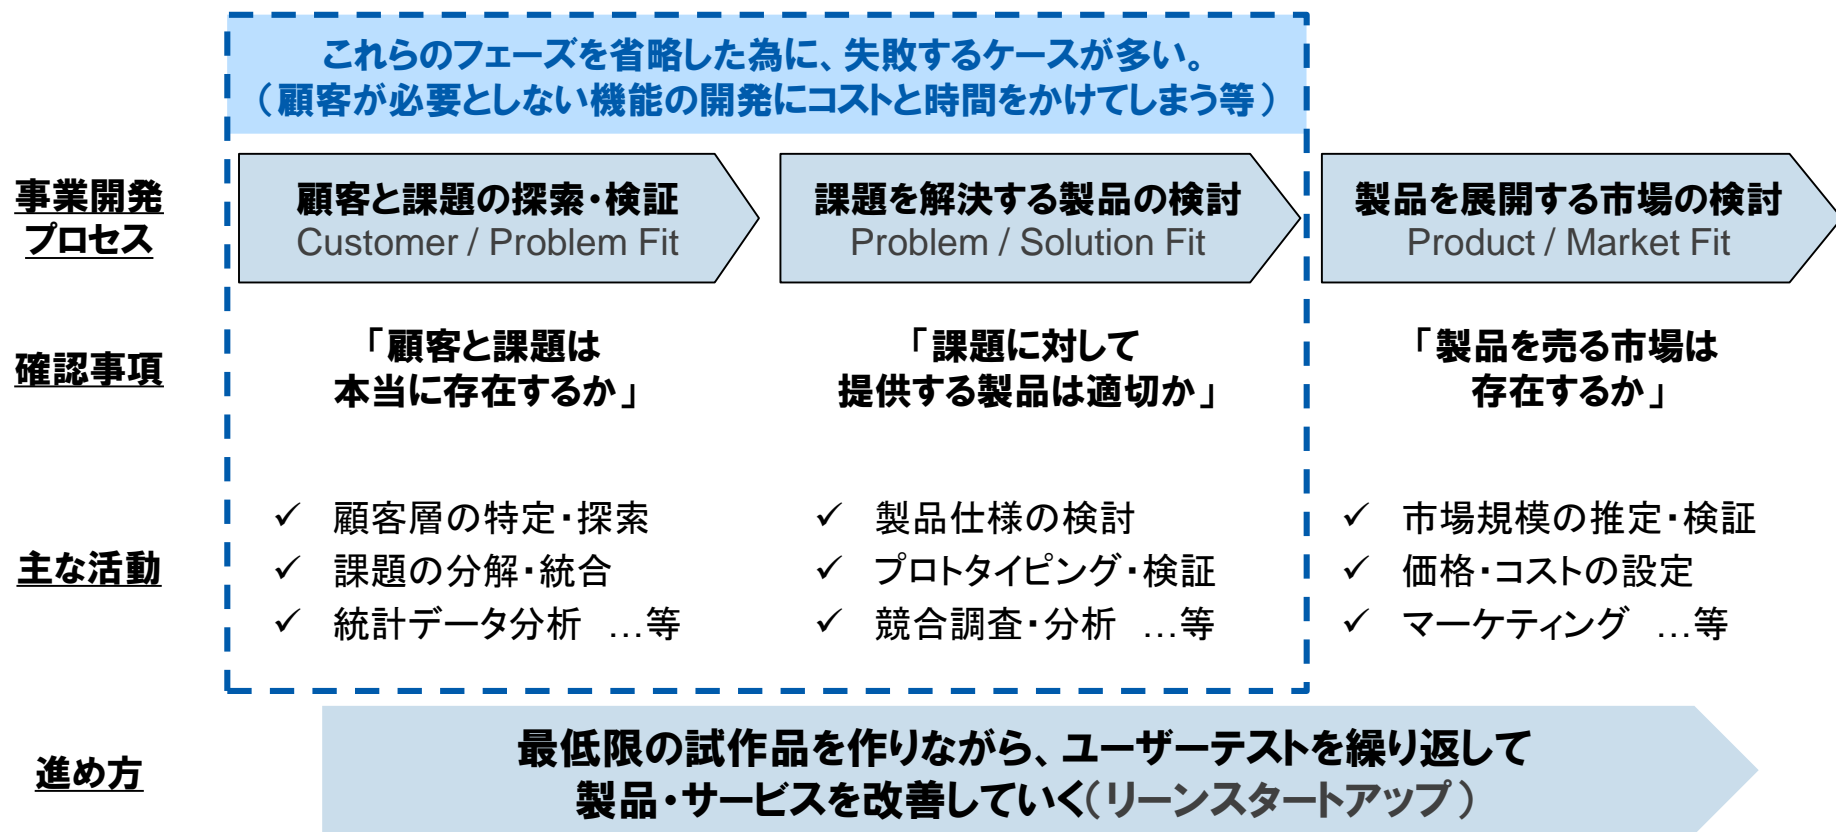 これらのフェーズを省略した為に、失敗するケースが多い。
（顧客が必要としない機能の開発にコストと時間をかけてしまう等）
事業開発
プロセス
顧客と課題の探索・検証
Customer / Problem Fit
課題を解決する製品の検討
Problem / Solution Fit
製品を展開する市場の検討
Product / Market Fit
確認事項
「顧客と課題は
本当に存在するか」
「課題に対して
提供する製品は適切か」
「製品を売る市場は
存在するか」
主な活動
✓ 顧客層の特定・探索
✓ 課題の分解・統合
✓ 統計データ分析 …等
✓ 製品仕様の検討
✓ プロトタイピング・検証
✓ 競合調査・分析 …等
✓ 市場規模の推定・検証
✓ 価格・コストの設定
✓ マーケティング …等
進め方
最低限の試作品を作りながら、ユーザーテストを繰り返して
製品・サービスを改善していく（リーンスタートアップ）